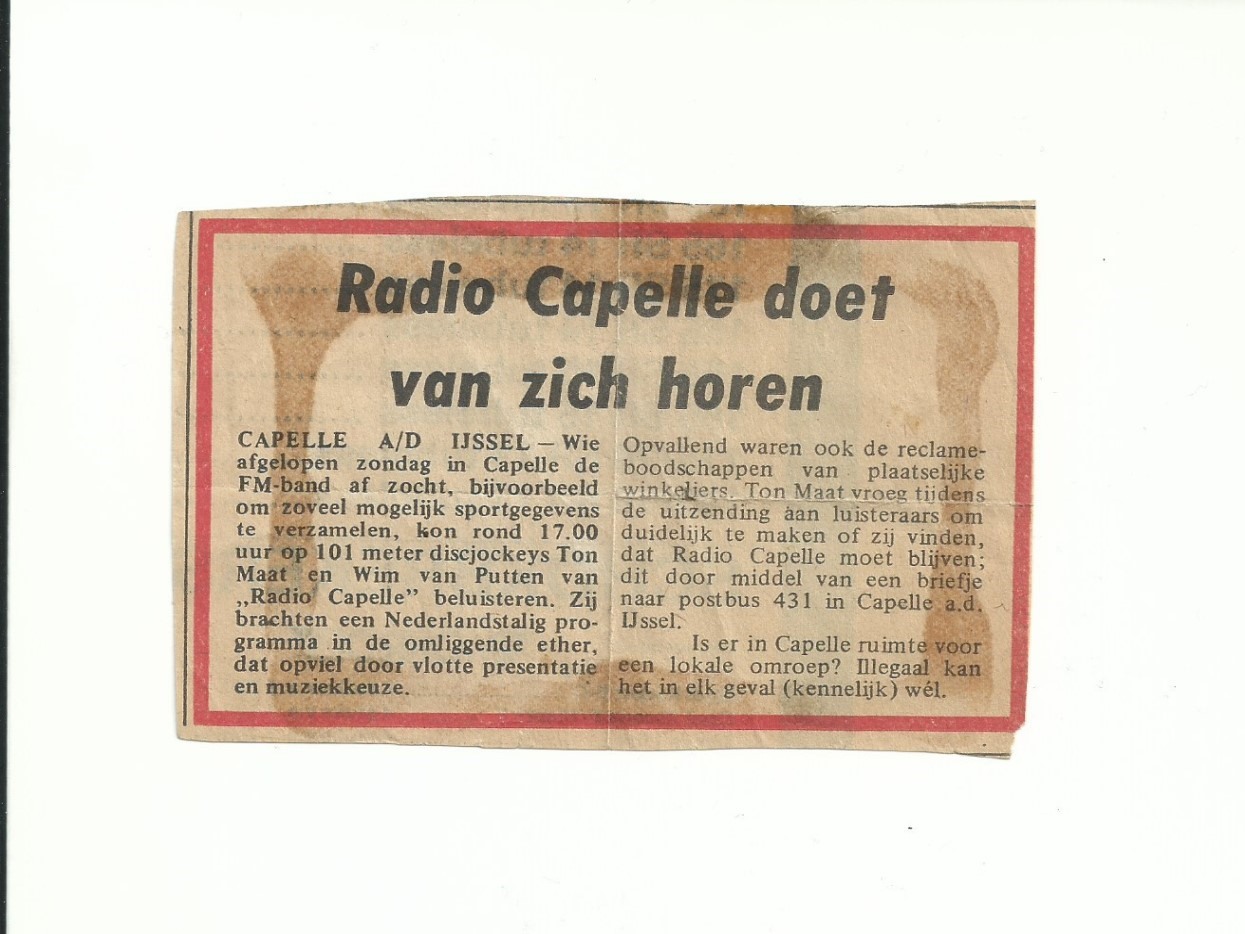 Radio Capelle doet
van zich horen
CAPELLE A/D IJSSEL — Wie
afgelopen zondag in Capelle de
FM-band af zocht, bijvoorbeeld
om zoveel mogelijk sportgegevens
te verzamelen, kon rond 17.00
uur op 101 meter discjockeys Ton
Maat en Wim van Putten van
„Radio Capelle” beluisteren. Zij
brachten een Nederlandstalig pro-
gramma in de omliggende ether,
dat opviel door vlotte presentatie
en muziekkeuze.
Opvallend waren ook de reclame-
boodschappen van plaatselijke
winkeliers. Ton Maat vroeg tijdens
de uitzending aan luisteraars om
duidelijk te maken of zij vinden,
dat Radio Capelle moet blijven;
dit door middel van een briefje
naar postbus 431 in Capelle a.d.
IJssel.
Is er in Capelle ruimte voor
een lokale omroep? Illegaal kan
het in elk geval (kennelijk) wél.